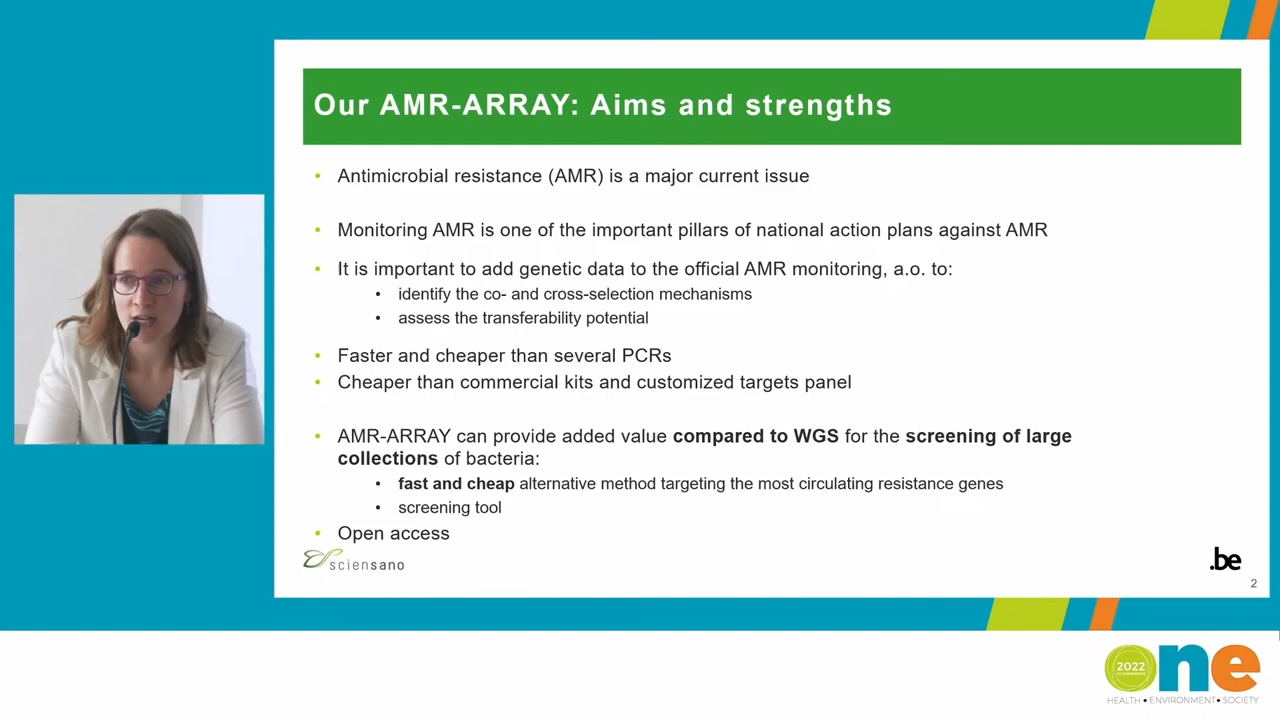 Our AMR-ARRAY: Aims and strengths
• Antimicrobial resistance (AMR) is a major current issue
• Monitoring AMR is one of the important pillars of national action plans against AMR
• It is important to add genetic data to the official AMR monitoring, a.o. to:
• identify the co- and cross-selection mechanisms
• assess the transferability potential
• Faster and cheaper than several PCRs
• Cheaper than commercial kits and customized targets panel
• AMR-ARRAY can provide added value compared to WGS for the screening of large
collections of bacteria:
• fast and cheap alternative method targeting the most circulating resistance genes
• screening tool
• Open access
sciensano
.be
2
2022
one
HEALTH • ENVIRONMENT • SOCIETY